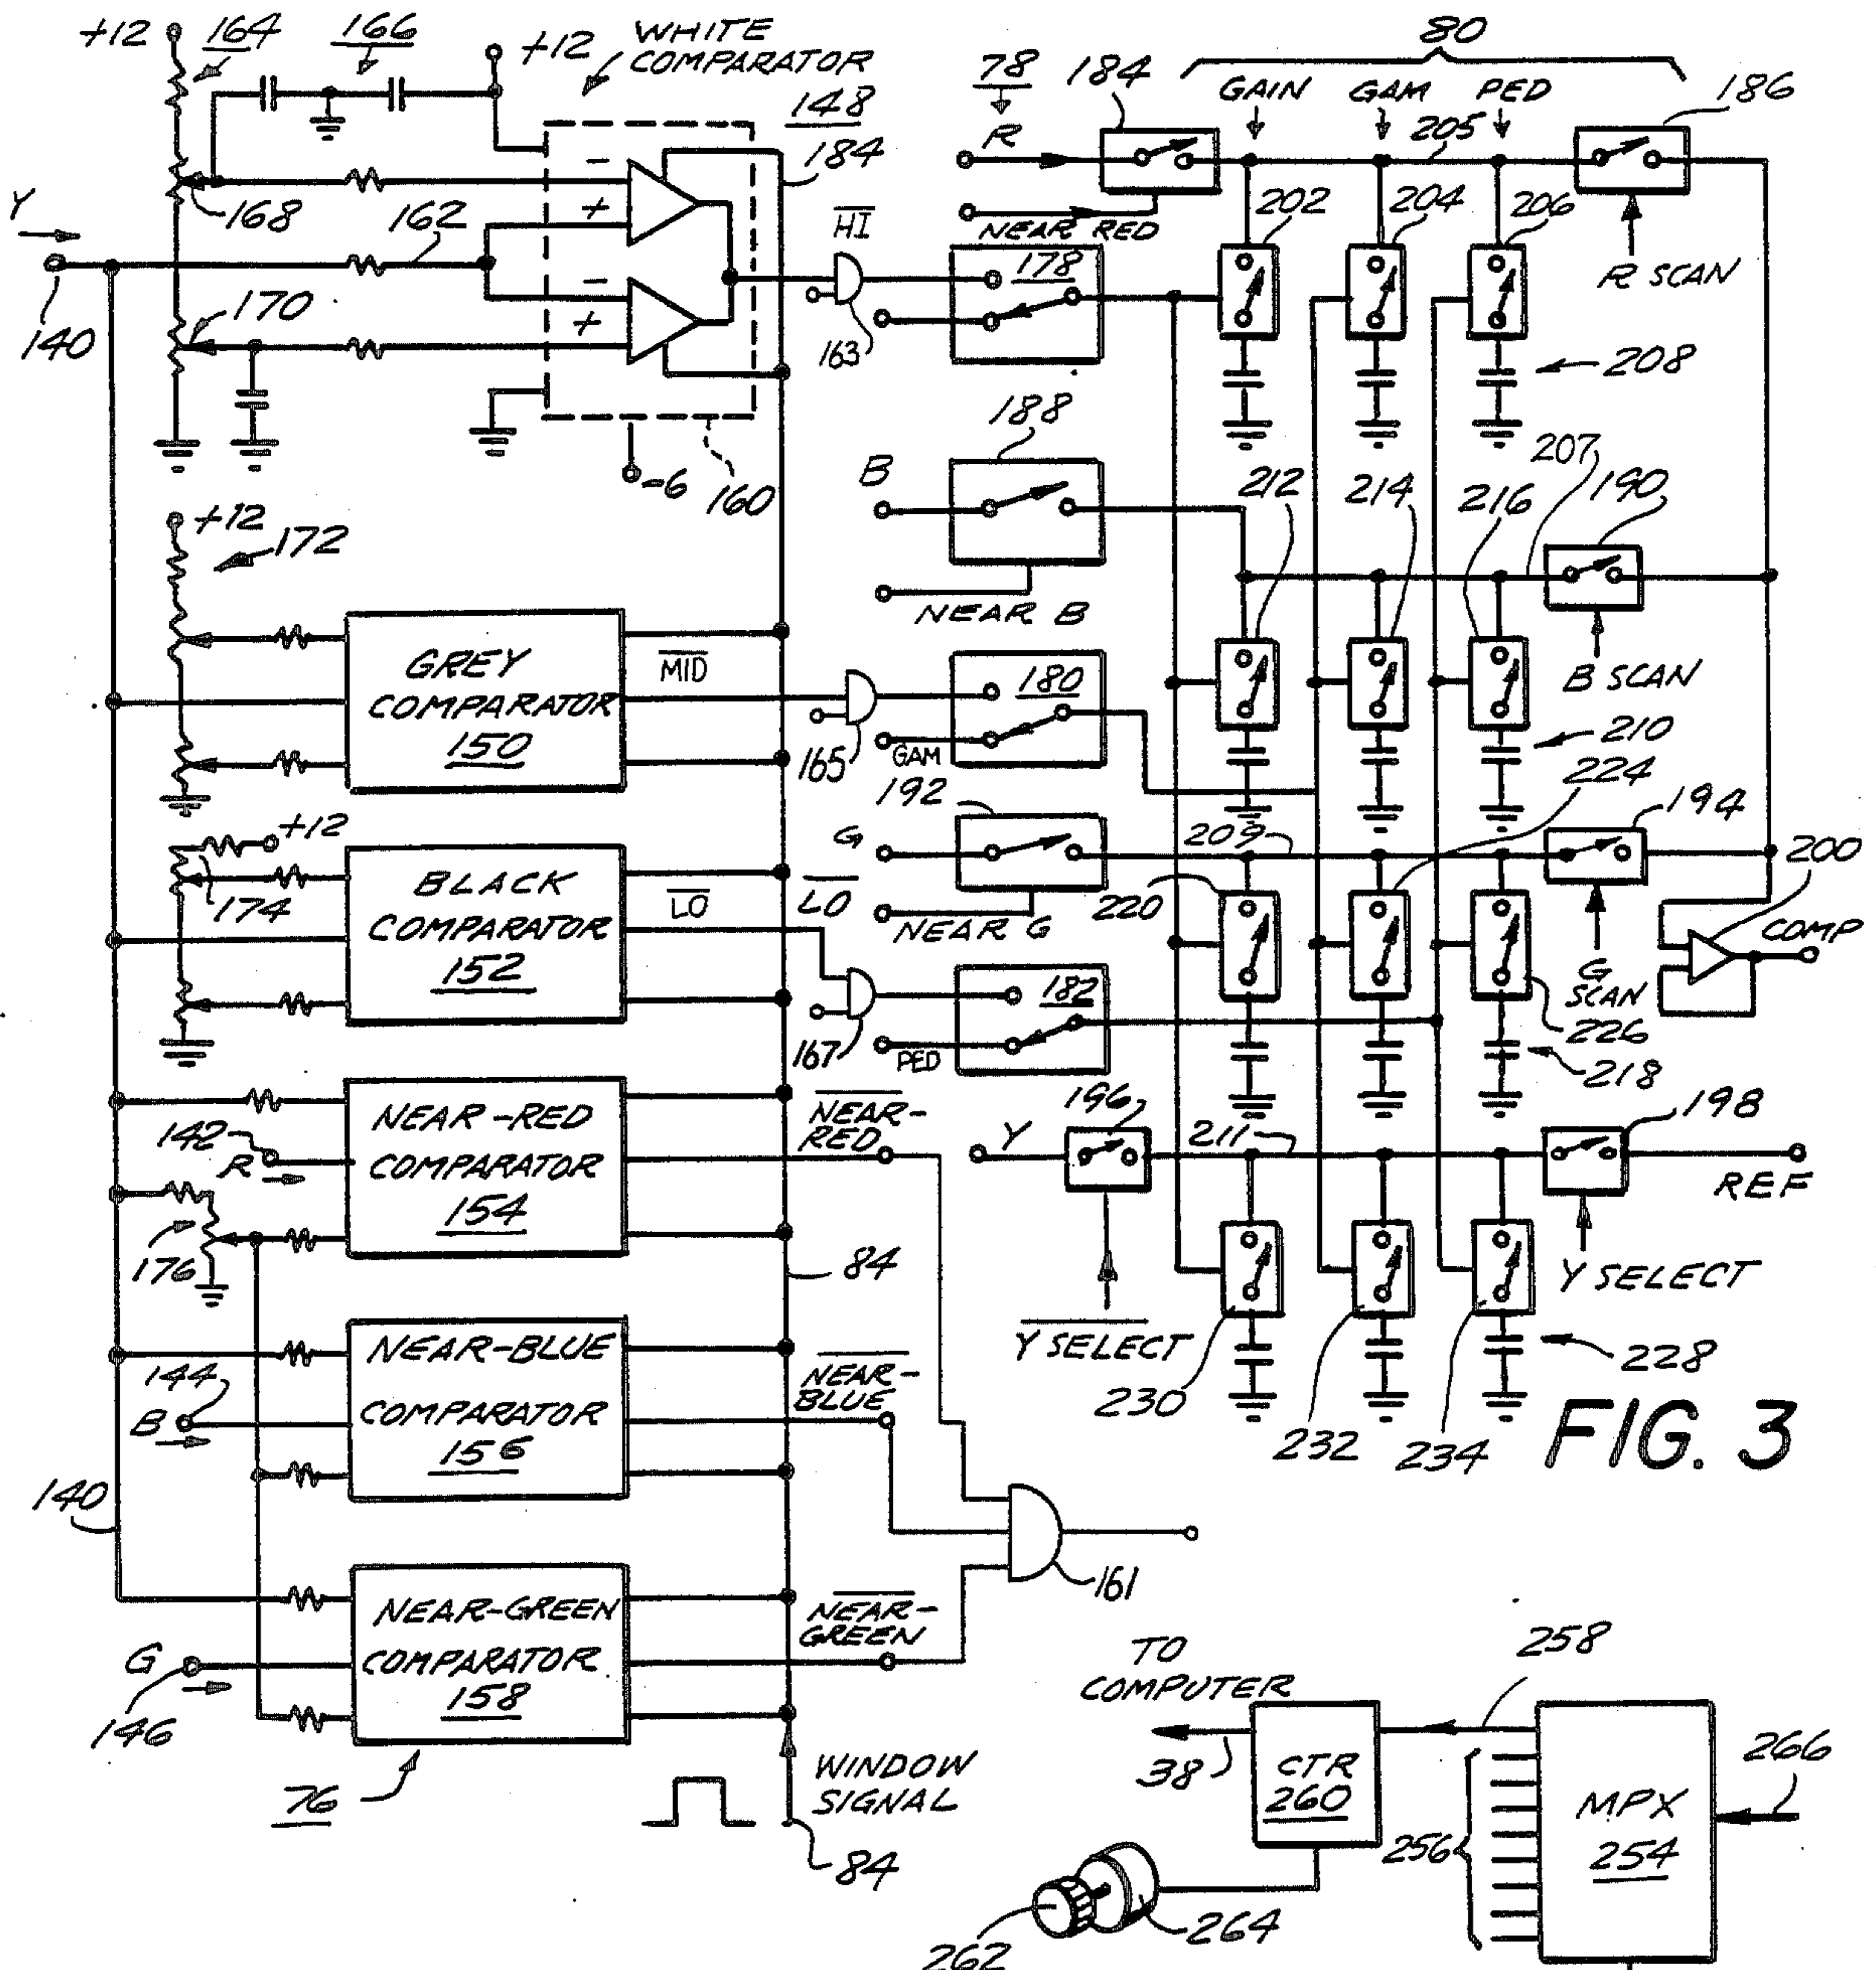 +12
164
166
+12
WHITE
COMPARATOR
148
184
78
R
184
80
GAIN
GAM
PED
205
186
Y
168
162
−
+
−
+
HI
NEAR RED
178
202
204
206
R SCAN
140
170
163
208
-6
160
188
B
NEAR B
207
212
214
216
190
B SCAN
+12
172
GREY
COMPARATOR
150
MID
165
GAM
180
210
224
192
194
+12
174
BLACK
COMPARATOR
152
LO
LO
G
NEAR G
209
220
200
COMP
G
SCAN
226
167
PED
182
218
142
R
176
NEAR-RED
COMPARATOR
154
NEAR-
RED
Y
196
211
198
REF
84
Y SELECT
Y SELECT
230
232
234
228
144
B
NEAR-BLUE
COMPARATOR
156
NEAR-
BLUE
FIG. 3
140
161
G
146
NEAR-GREEN
COMPARATOR
158
NEAR-
GREEN
76
WINDOW
SIGNAL
84
TO
COMPUTER
38
CTR
260
258
MPX
254
266
256
262
264